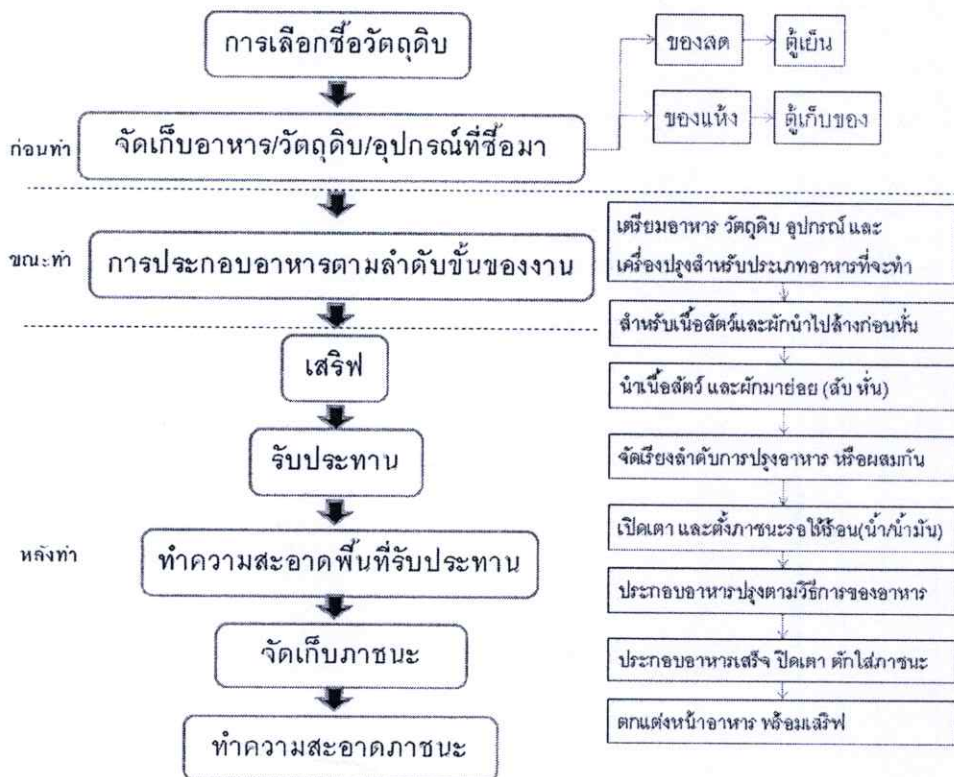 การเลือกซื้อวัตถุดิบ
ของสด
ตู้เย็น
ของแห้ง
ตู้เก็บของ
ก่อนทำ
จัดเก็บอาหาร/วัตถุดิบ/อุปกรณ์ที่ซื้อมา
ขณะทำ
การประกอบอาหารตามลำดับขั้นของงาน
เตรียมอาหาร วัตถุดิบ อุปกรณ์ และ
เครื่องปรุงสำหรับประเภทอาหารที่จะทำ
สำหรับเนื้อสัตว์และผักนำไปล้างก่อนหั่น
นำเนื้อสัตว์ และผักมาย่อย (สับ หั่น)
จัดเรียงลำดับการปรุงอาหาร หรือผสมกัน
เปิดเตา และตั้งภาชนะรอให้ร้อน(น้ำ/น้ำมัน)
ประกอบอาหารปรุงตามวิธีการของอาหาร
ประกอบอาหารเสร็จ ปิดเตา ตักใส่ภาชนะ
ตกแต่งหน้าอาหาร พร้อมเสริฟ
หลังทำ
เสริฟ
รับประทาน
ทำความสะอาดพื้นที่รับประทาน
จัดเก็บภาชนะ
ทำความสะอาดภาชนะ